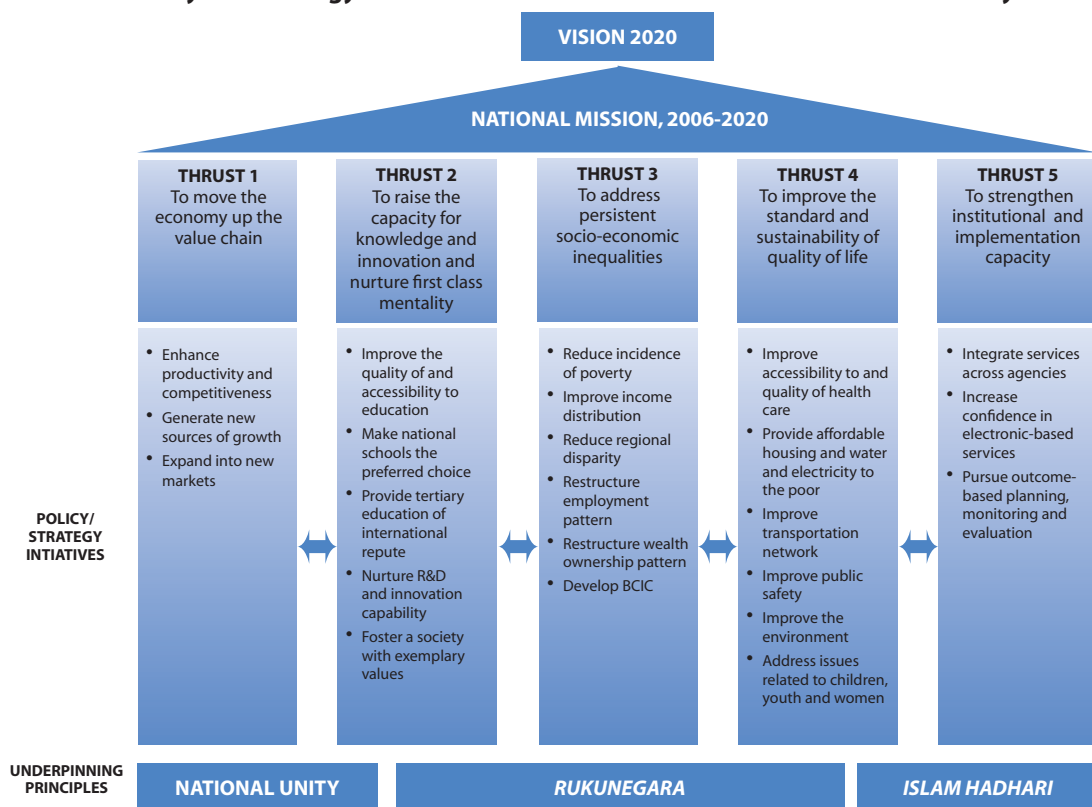 VISION 2020
NATIONAL MISSION, 2006-2020
THRUST 1
To move the
economy up the
value chain
THRUST 2
To raise the
capacity for
knowledge and
innovation and
nurture first class
mentality
THRUST 3
To address
persistent
socio-economic
inequalities
THRUST 4
To improve the
standard and
sustainability of
quality of life
THRUST 5
To strengthen
institutional and
implementation
capacity
POLICY/
STRATEGY
INTIATIVES
• Enhance
productivity and
competitiveness
• Generate new
sources of growth
• Expand into new
markets
• Improve the
quality of and
accessibility to
education
• Make national
schools the
preferred choice
• Provide tertiary
education of
international
repute
• Nurture R&D
and innovation
capability
• Foster a society
with exemplary
values
• Reduce incidence
of poverty
• Improve income
distribution
• Reduce regional
disparity
• Restructure
employment
pattern
• Restructure wealth
ownership pattern
• Develop BCIC
• Improve
accessibility to and
quality of health
care
• Provide affordable
housing and water
and electricity to
the poor
• Improve
transportation
network
• Improve public
safety
• Improve the
environment
• Address issues
related to children,
youth and women
• Integrate services
across agencies
• Increase
confidence in
electronic-based
services
• Pursue outcome-
based planning,
monitoring and
evaluation
UNDERPINNING
PRINCIPLES
NATIONAL UNITY
RUKUNEGARA
ISLAM HADHARI